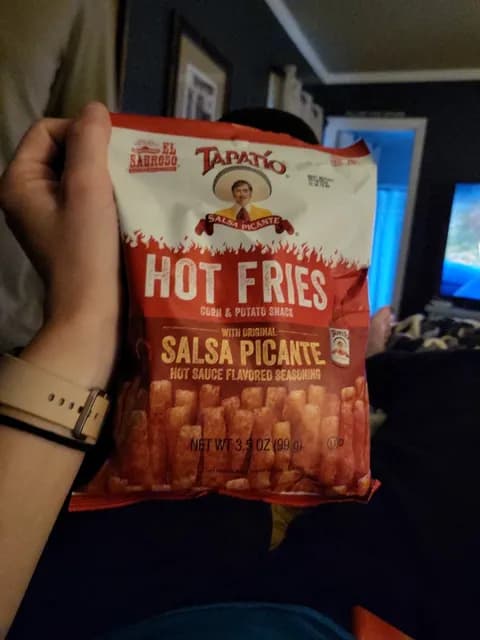 EL
SABROSO
TAPATÍO
SALSA PICANTE
HOT FRIES
CORN & POTATO SNACK
WITH ORIGINAL
SALSA PICANTE
HOT SAUCE FLAVORED SEASONING
NET WT 3.5 OZ (99 g)